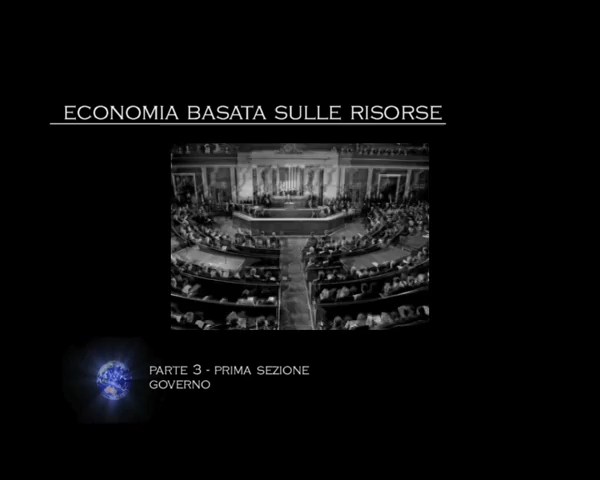 ECONOMIA BASATA SULLE RISORSE
PARTE 3 - PRIMA SEZIONE
GOVERNO